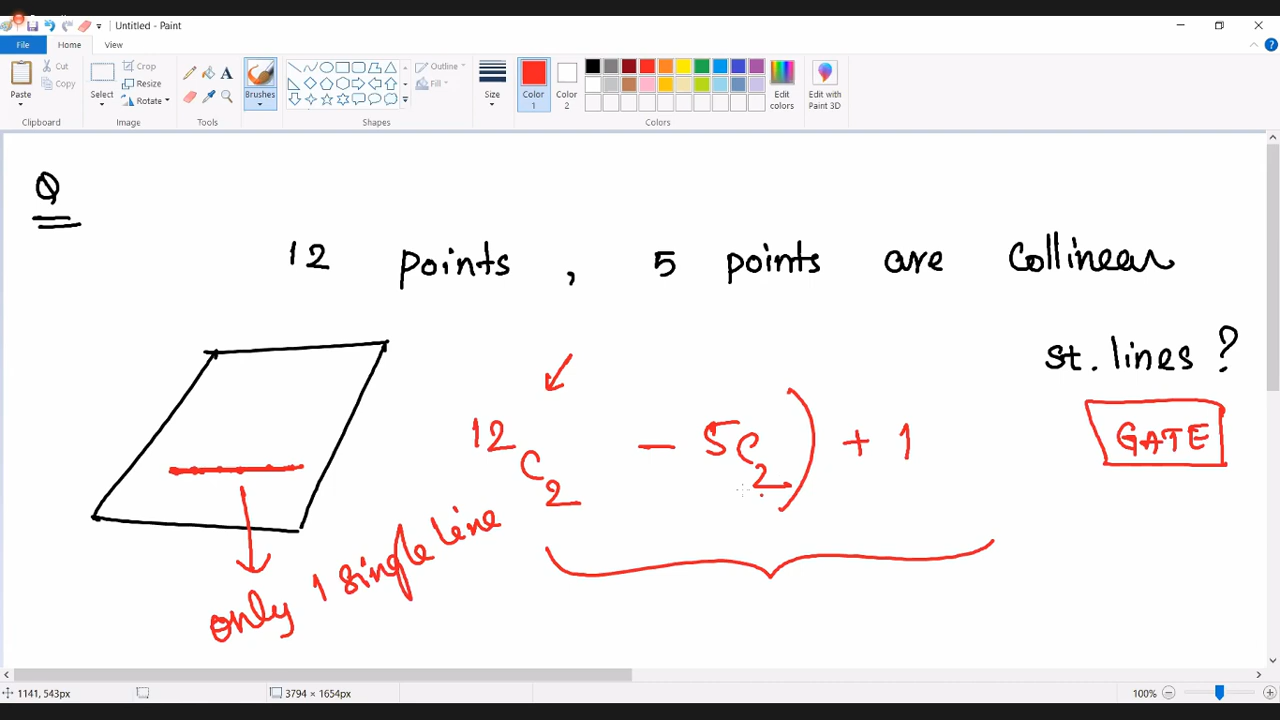 Untitled - Paint
File Home View
Paste
Cut
Copy
Clipboard
Select
Crop
Resize
Rotate
Image
Tools
Brushes
Shapes
Outline
Fill
Size
Color 1
Color 2
Edit colors
Colors
Edit with Paint 3D
Q
12 points , 5 points are Collinear
st. lines ?
12C2 - 5C2) + 1
GATE
only 1 single line
1141, 543px
3794 × 1654px
100%